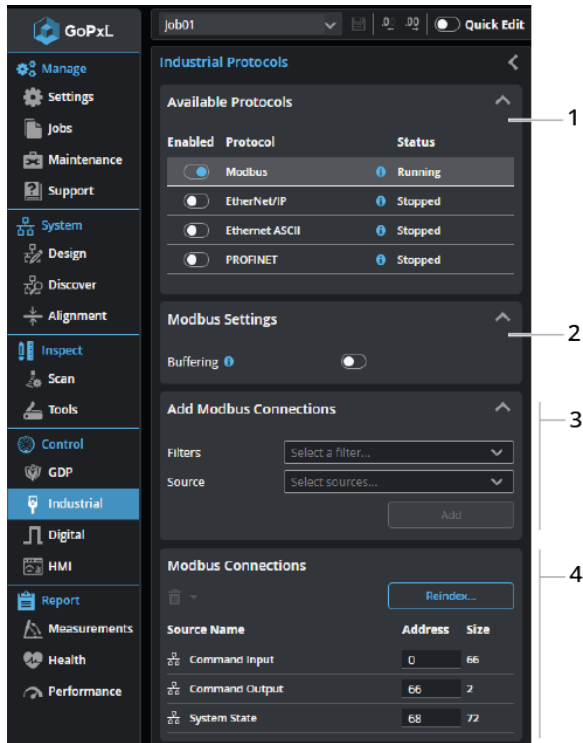 GoPxL
Job01
Quick Edit
Manage
Settings
Jobs
Maintenance
Support
System
Design
Discover
Alignment
Inspect
Scan
Tools
Control
GDP
Industrial
Digital
HMI
Report
Measurements
Health
Performance
Industrial Protocols
Available Protocols
1
Enabled Protocol Status
Modbus Running
EtherNet/IP Stopped
Ethernet ASCII Stopped
PROFINET Stopped
Modbus Settings
2
Buffering
Add Modbus Connections
3
Filters Select a filter...
Source Select sources...
Add
Modbus Connections
4
Reindex...
Source Name Address Size
Command Input 0 66
Command Output 66 2
System State 68 72